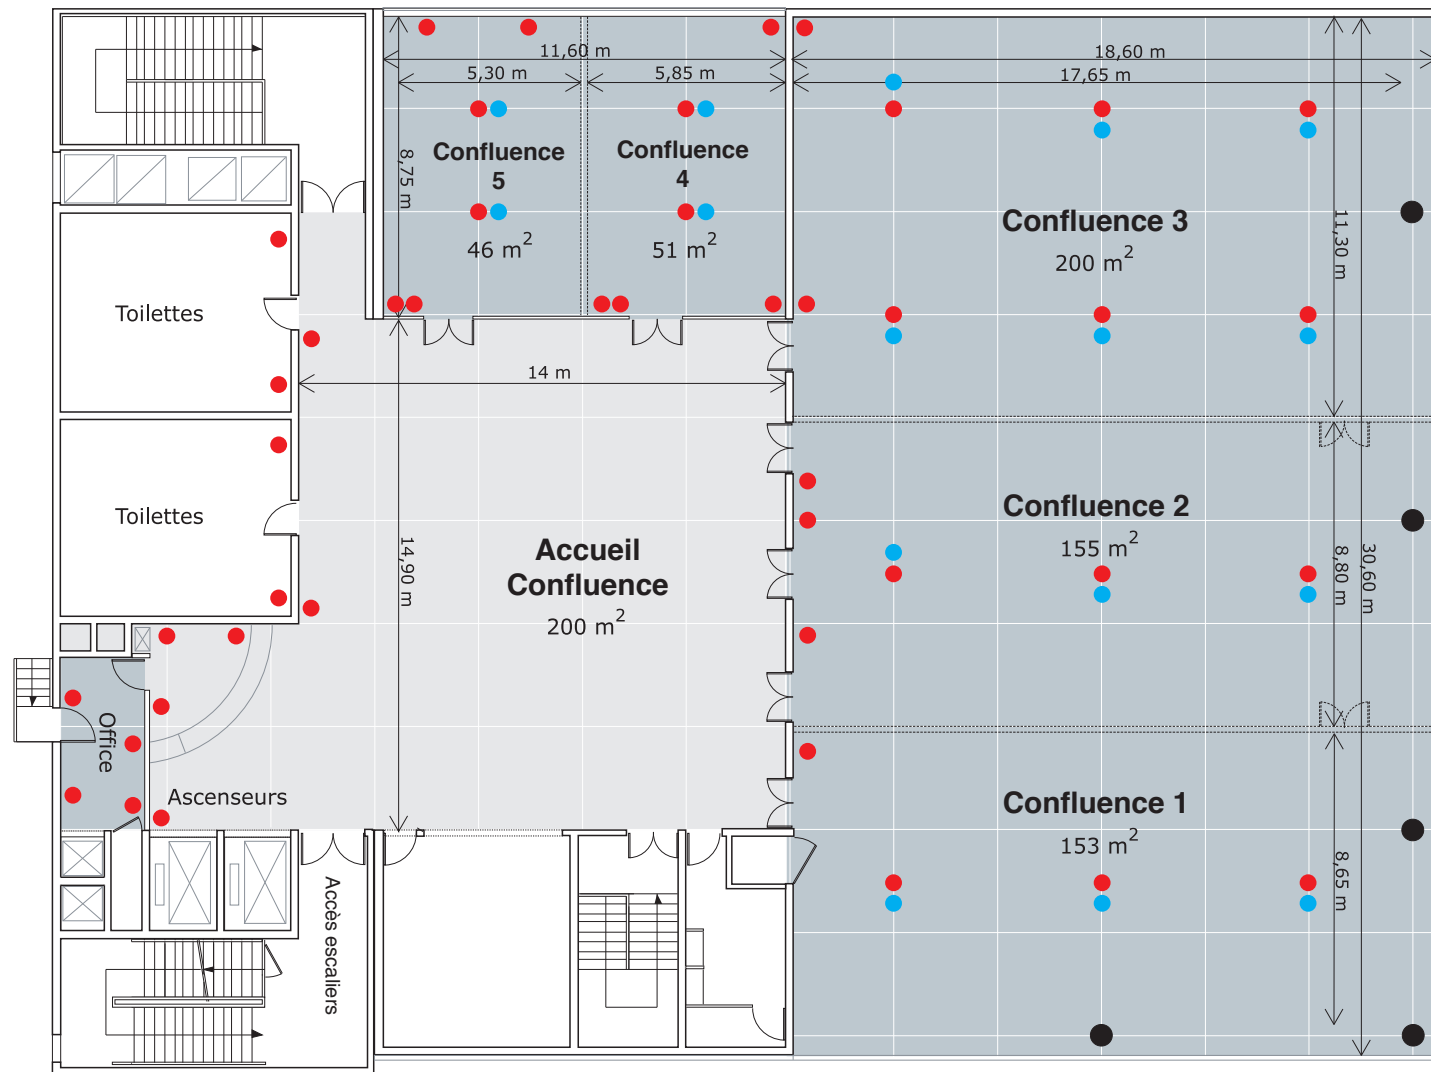 11,60 m
18,60 m
5,30 m
5,85 m
17,65 m
8,75 m
Confluence
5
46 m2
Confluence
4
51 m2
Confluence 3
200 m2
11,30 m
Toilettes
14 m
Toilettes
14,90 m
Accueil
Confluence
200 m2
Confluence 2
155 m2
8,80 m
30,60 m
Office
Ascenseurs
Confluence 1
153 m2
8,65 m
Accès escaliers